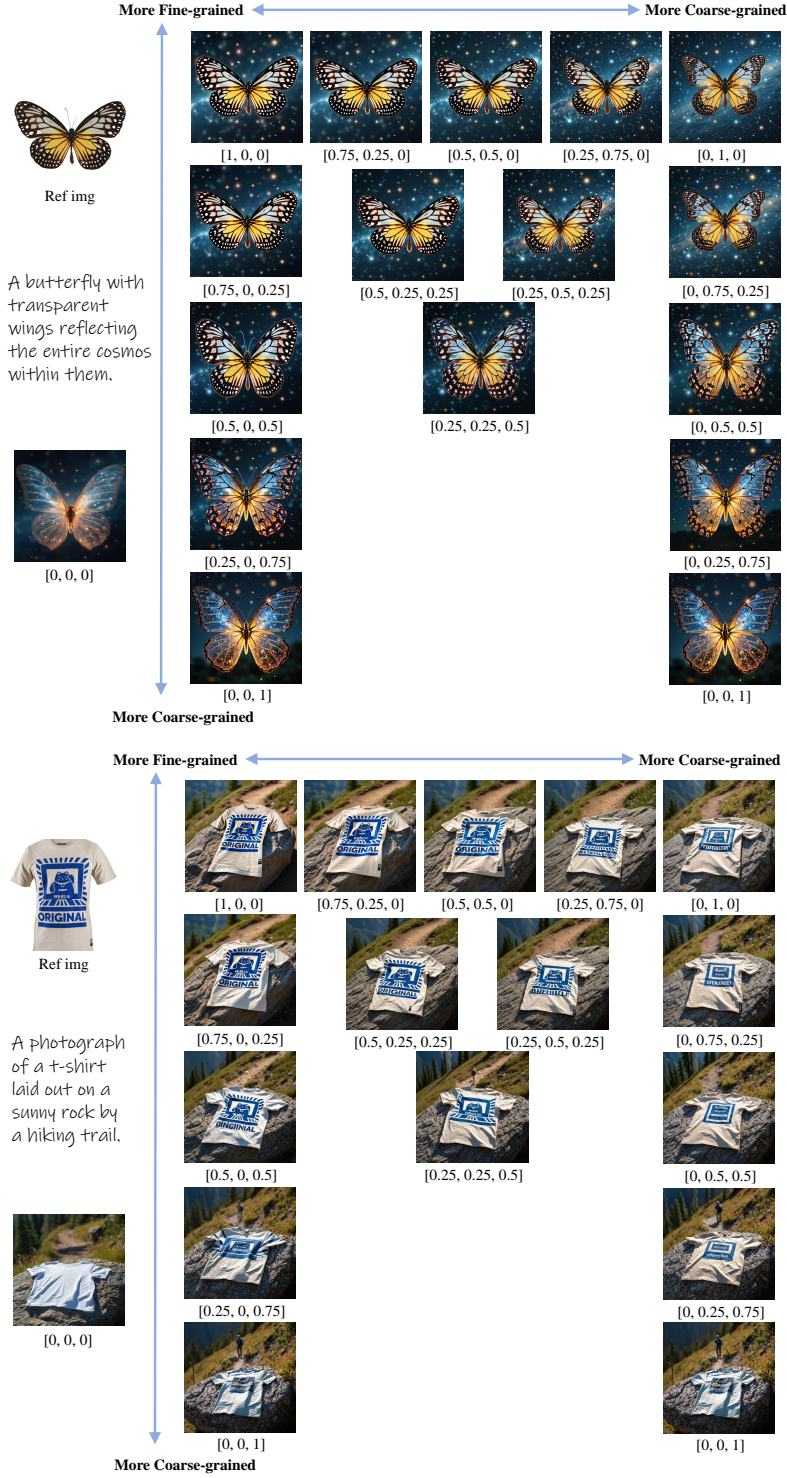 More Fine-grained
More Coarse-grained
Ref img
[1, 0, 0]
[0.75, 0.25, 0]
[0.5, 0.5, 0]
[0.25, 0.75, 0]
[0, 1, 0]
A butterfly with
transparent
wings reflecting
the entire cosmos
within them.
[0.75, 0, 0.25]
[0.5, 0.25, 0.25]
[0.25, 0.5, 0.25]
[0, 0.75, 0.25]
[0.5, 0, 0.5]
[0.25, 0.25, 0.5]
[0, 0.5, 0.5]
[0, 0, 0]
[0.25, 0, 0.75]
[0, 0.25, 0.75]
[0, 0, 1]
[0, 0, 1]
More Coarse-grained
More Fine-grained
More Coarse-grained
ORIGINAL
Ref img
ORIGINAL
ORIGINAL
ORIGINAL
[1, 0, 0]
[0.75, 0.25, 0]
[0.5, 0.5, 0]
[0.25, 0.75, 0]
[0, 1, 0]
A photograph
of a t-shirt
laid out on a
sunny rock by
a hiking trail.
ORIGINAL
[0.75, 0, 0.25]
[0.5, 0.25, 0.25]
[0.25, 0.5, 0.25]
[0, 0.75, 0.25]
[0.5, 0, 0.5]
[0.25, 0.25, 0.5]
[0, 0.5, 0.5]
[0, 0, 0]
[0.25, 0, 0.75]
[0, 0.25, 0.75]
[0, 0, 1]
[0, 0, 1]
More Coarse-grained